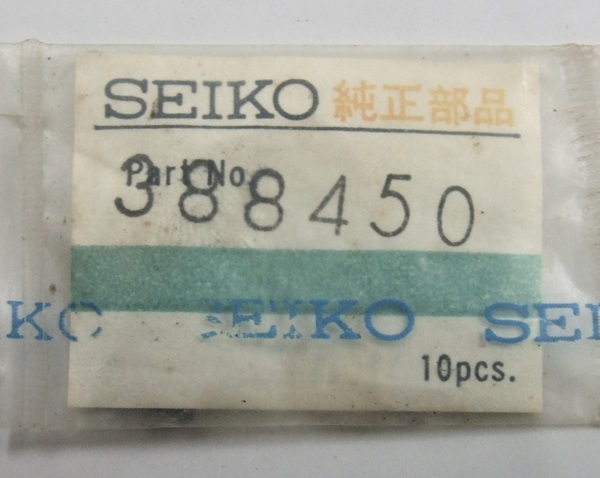 SEIKO 純正部品
Part No.
388450
KO SEIKO SEI
10pcs.